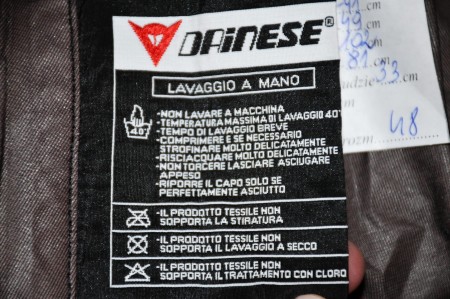 DAINESE®
LAVAGGIO A MANO
-NON LAVARE A MACCHINA
-TEMPERATURA MASSIMA DI LAVAGGIO 40°
-TEMPO DI LAVAGGIO BREVE
-COMPRIMERE E SE NECESSARIO
STROFINARE MOLTO DELICATAMENTE
-RISCIACQUARE MOLTO DELICATAMENTE
-NON TORCERE LASCIARE ASCIUGARE
APPESO
-RIPORRE IL CAPO SOLO SE
PERFETTAMENTE ASCIUTTO
40°
-IL PRODOTTO TESSILE NON
SOPPORTA LA STIRATURA
-IL PRODOTTO TESSILE NON
SOPPORTA IL LAVAGGIO A SECCO
-IL PRODOTTO TESSILE NON
SOPPORTA IL TRATTAMENTO CON CLORO
cm
49 cm
102 cm
81 cm
33 cm
48